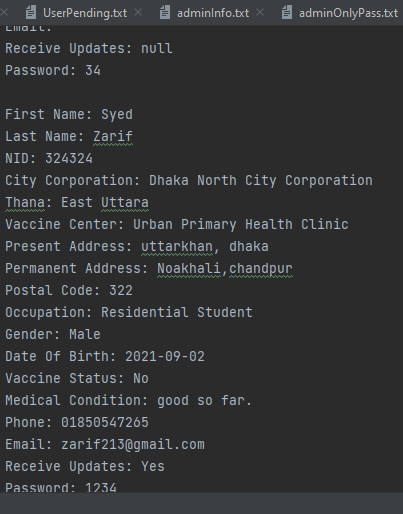 UserPending.txt adminInfo.txt adminOnlyPass.txt
Email:
Receive Updates: null
Password: 34
First Name: Syed
Last Name: Zarif
NID: 324324
City Corporation: Dhaka North City Corporation
Thana: East Uttara
Vaccine Center: Urban Primary Health Clinic
Present Address: uttarkhan, dhaka
Permanent Address: Noakhali,chandpur
Postal Code: 322
Occupation: Residential Student
Gender: Male
Date Of Birth: 2021-09-02
Vaccine Status: No
Medical Condition: good so far.
Phone: 01850547265
Email: zarif213@gmail.com
Receive Updates: Yes
Password: 1234